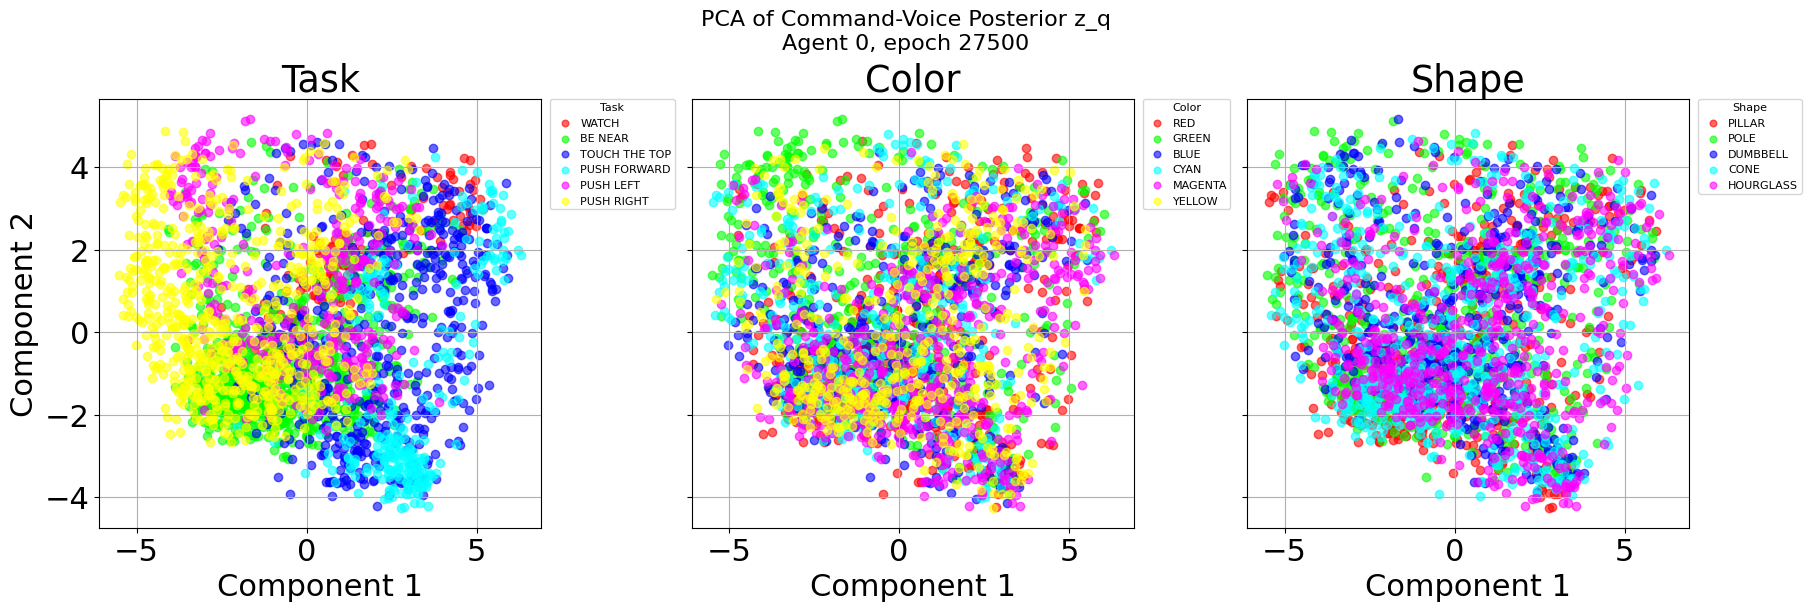 PCA of Command-Voice Posterior z_q
Agent 0, epoch 27500
Task
Color
Shape
Task
WATCH
BE NEAR
TOUCH THE TOP
PUSH FORWARD
PUSH LEFT
PUSH RIGHT
Color
RED
GREEN
BLUE
CYAN
MAGENTA
YELLOW
Shape
PILLAR
POLE
DUMBBELL
CONE
HOURGLASS
Component 2
4
2
0
−2
−4
−5 0 5
−5 0 5
−5 0 5
Component 1
Component 1
Component 1